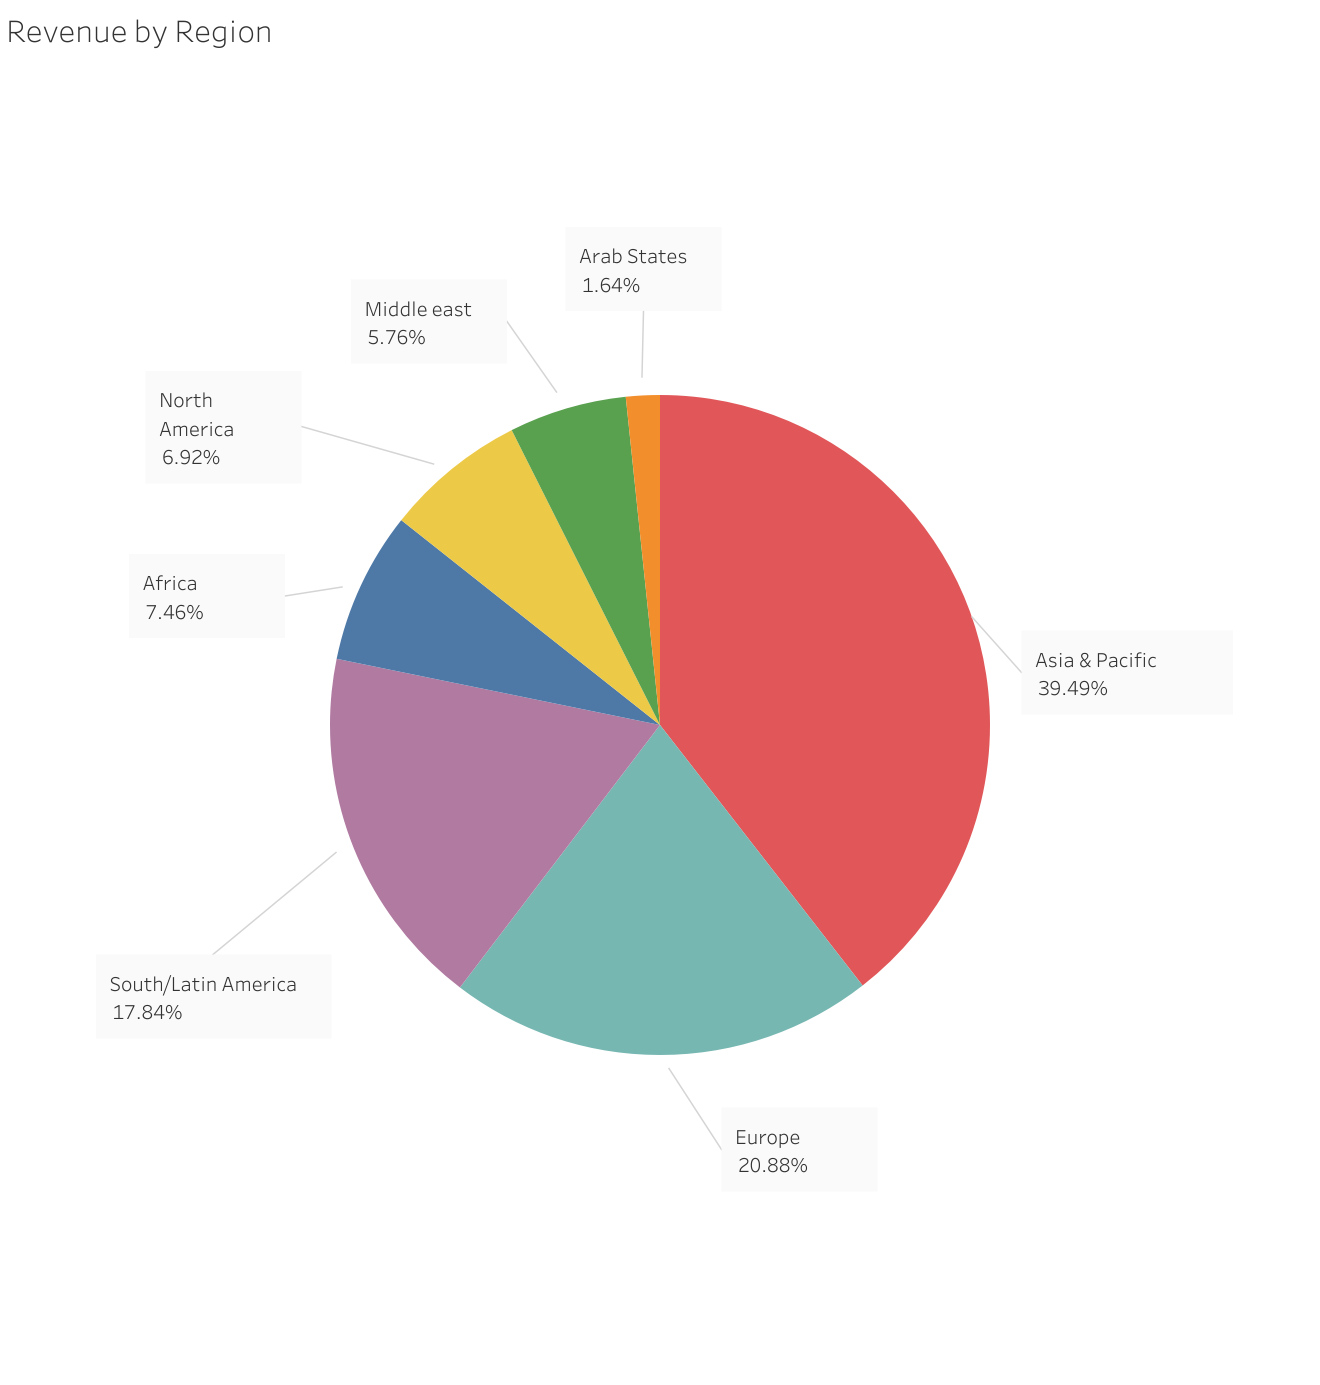 Revenue by Region
Arab States
1.64%
Middle east
5.76%
North
America
6.92%
Africa
7.46%
Asia & Pacific
39.49%
South/Latin America
17.84%
Europe
20.88%